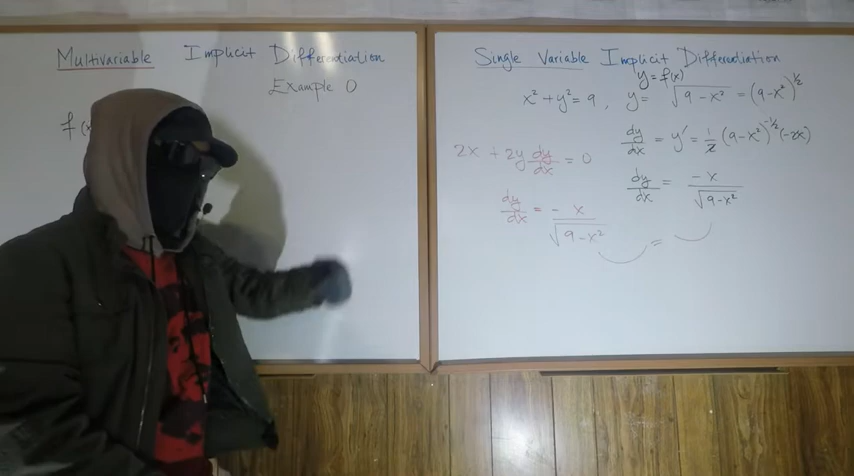 Multivariable Implicit Differentiation
Example 0
f(x
Single Variable Implicit Differentiation
y = f(x)
x² + y² = 9 , y = √(9 - x²) = (9-x²)^½
dy/dx = y' = 1/2 (9-x²)^-½ (-2x)
2x + 2y dy/dx = 0
dy/dx = -x/√(9-x²)
dy/dx = -x/√(9-x²)
=